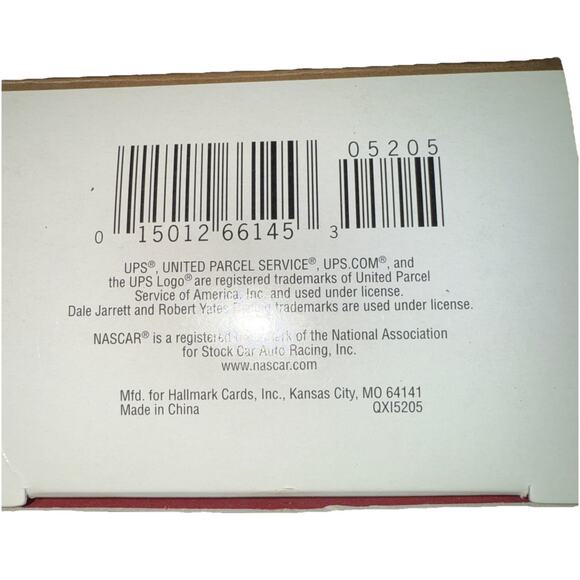 05205
0 15012 66145 3
UPS®, UNITED PARCEL SERVICE®, UPS.COM®, and
the UPS Logo® are registered trademarks of United Parcel
Service of America, Inc. and used under license.
Dale Jarrett and Robert Yates Racing trademarks are used under license.
NASCAR® is a registered trademark of the National Association
for Stock Car Auto Racing, Inc.
www.nascar.com
Mfd. for Hallmark Cards, Inc., Kansas City, MO 64141
Made in China QXI5205